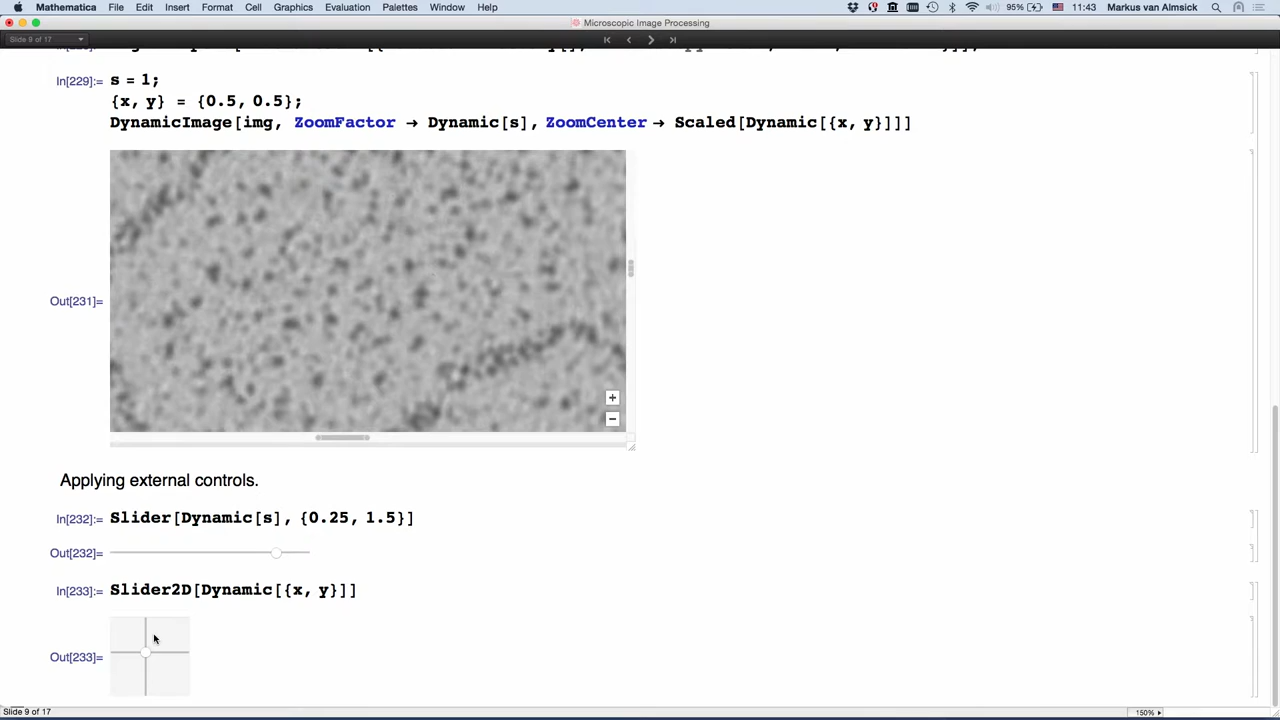 Mathematica File Edit Insert Format Cell Graphics Evaluation Palettes Window Help 95% 11:43 Markus van Almsick
Microscopic Image Processing
Slide 9 of 17
In[229]:= s = 1;
{x, y} = {0.5, 0.5};
DynamicImage[img, ZoomFactor → Dynamic[s], ZoomCenter → Scaled[Dynamic[{x, y}]]]
+
Out[231]=
−
Applying external controls.
In[232]:= Slider[Dynamic[s], {0.25, 1.5}]
Out[232]=
In[233]:= Slider2D[Dynamic[{x, y}]]
Out[233]=
Slide 9 of 17 150%